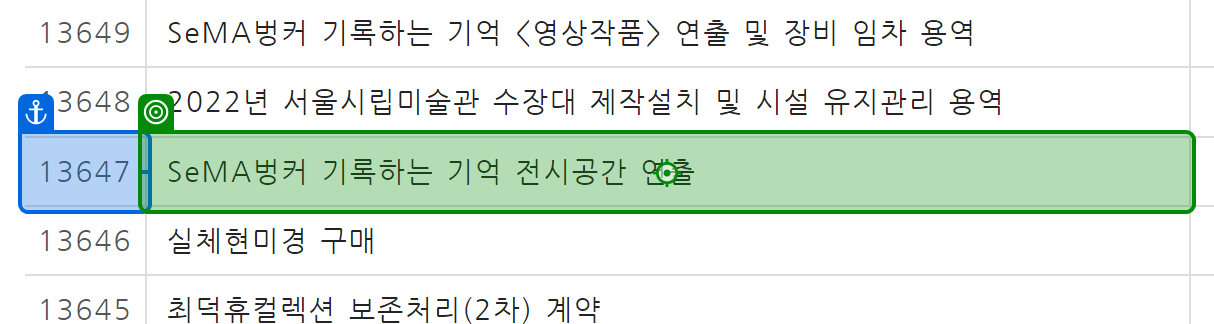 13649 SeMA벙커 기록하는 기억 <영상작품> 연출 및 장비 임차 용역
13648 2022년 서울시립미술관 수장대 제작설치 및 시설 유지관리 용역
13647 SeMA벙커 기록하는 기억 전시공간 연출
13646 실체현미경 구매
13645 최덕휴컬렉션 보존처리(2차) 계약